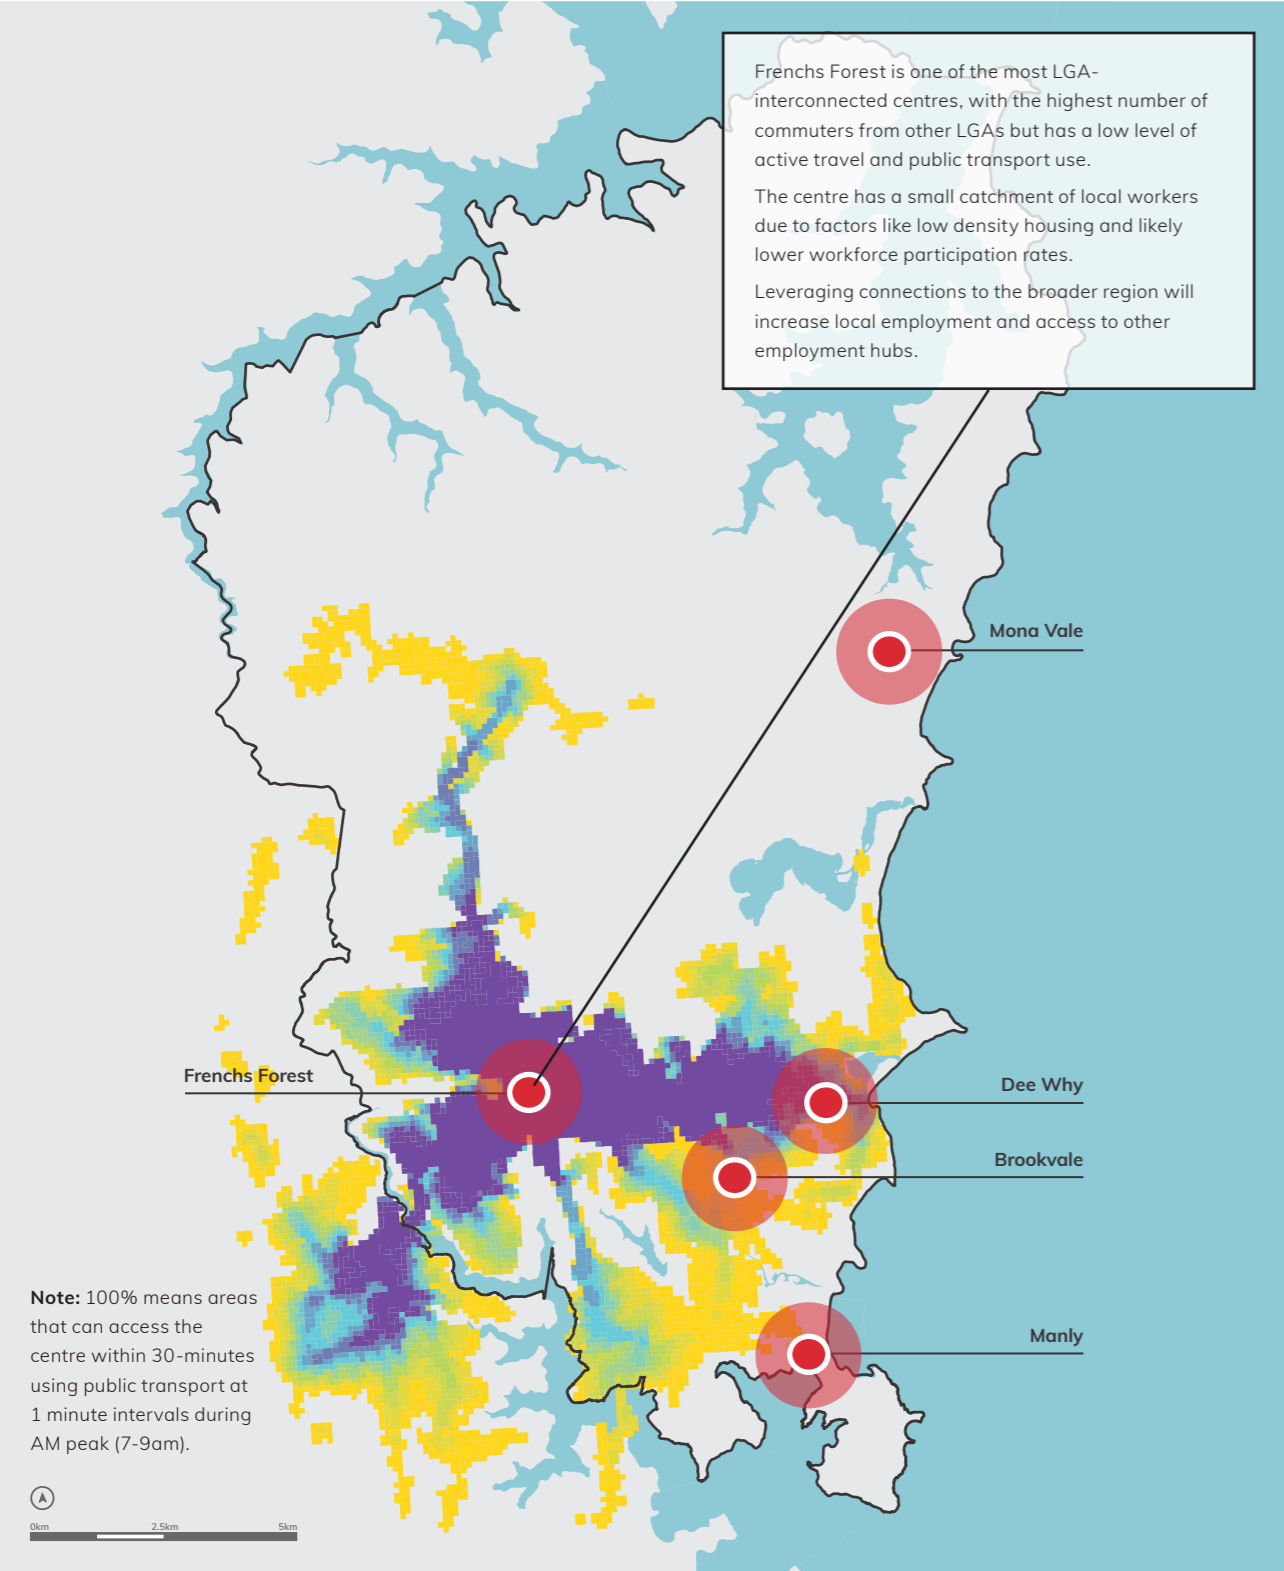 Frenchs Forest is one of the most LGA-
interconnected centres, with the highest number of
commuters from other LGAs but has a low level of
active travel and public transport use.
The centre has a small catchment of local workers
due to factors like low density housing and likely
lower workforce participation rates.
Leveraging connections to the broader region will
increase local employment and access to other
employment hubs.
Mona Vale
Frenchs Forest
Dee Why
Brookvale
Manly
Note: 100% means areas
that can access the
centre within 30-minutes
using public transport at
1 minute intervals during
AM peak (7-9am).
0km 2.5km 5km